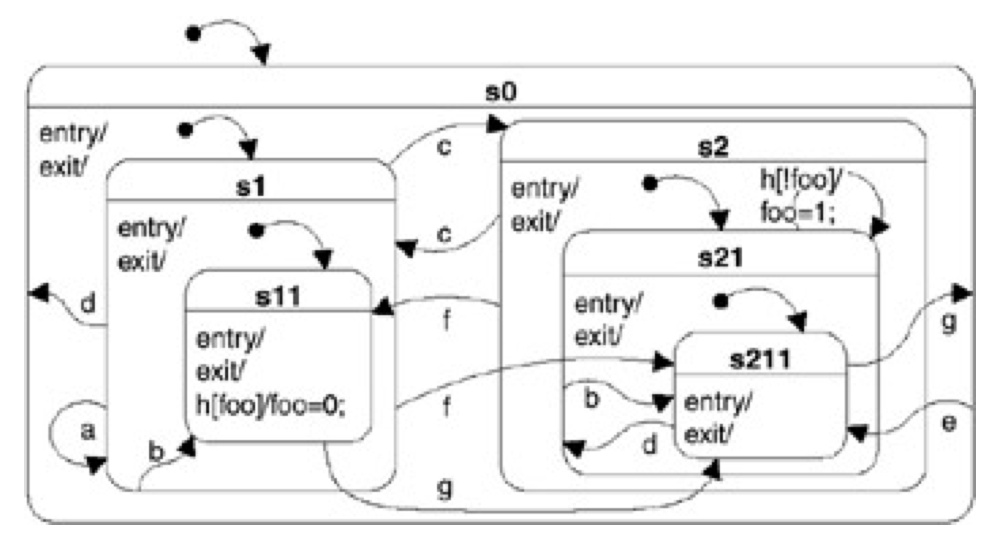 s0
entry/
exit/
s1
entry/
exit/
s11
entry/
exit/
h[foo]/foo=0;
a
b
d
c
c
f
f
g
s2
entry/
exit/
h[!foo]/
foo=1;
s21
entry/
exit/
s211
entry/
exit/
b
d
g
e